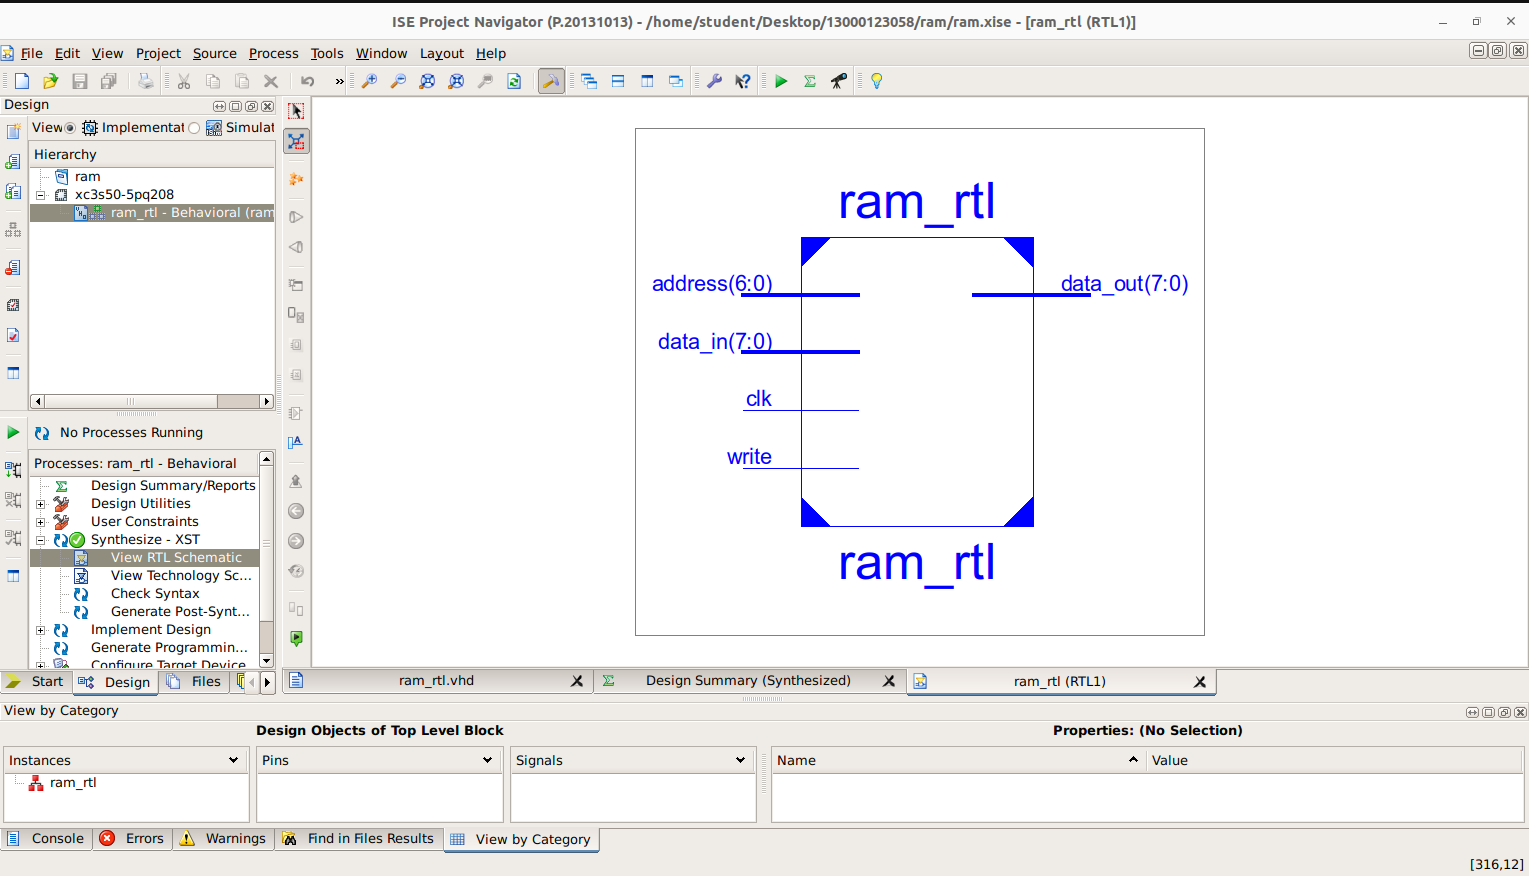 ISE Project Navigator (P.20131013) - /home/student/Desktop/13000123058/ram/ram.xise - [ram_rtl (RTL1)]
File Edit View Project Source Process Tools Window Layout Help
Design
View Implementat Simulat
Hierarchy
ram
xc3s50-5pq208
ram_rtl - Behavioral (ram
No Processes Running
Processes: ram_rtl - Behavioral
Design Summary/Reports
Design Utilities
User Constraints
Synthesize - XST
View RTL Schematic
View Technology Sc...
Check Syntax
Generate Post-Synt...
Implement Design
Generate Programmin...
Configure Target Device
Start Design Files
ram_rtl
address(6:0)
data_out(7:0)
data_in(7:0)
clk
write
ram_rtl
ram_rtl.vhd Design Summary (Synthesized) ram_rtl (RTL1)
View by Category
Design Objects of Top Level Block Properties: (No Selection)
Instances Pins Signals Name Value
ram_rtl
Console Errors Warnings Find in Files Results View by Category
[316,12]